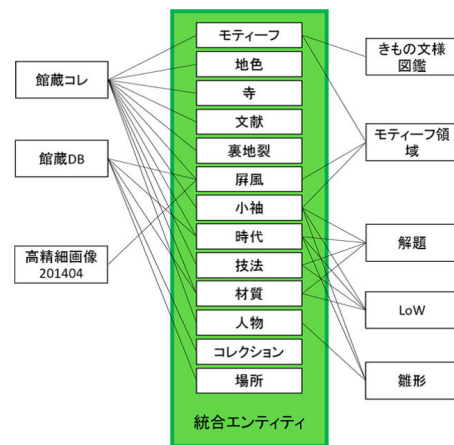 館蔵コレ
館蔵DB
高精細画像
201404
モティーフ
地色
寺
文献
裏地裂
屏風
小袖
時代
技法
材質
人物
コレクション
場所
統合エンティティ
きもの文様
図鑑
モティーフ領
域
解題
LoW
雛形